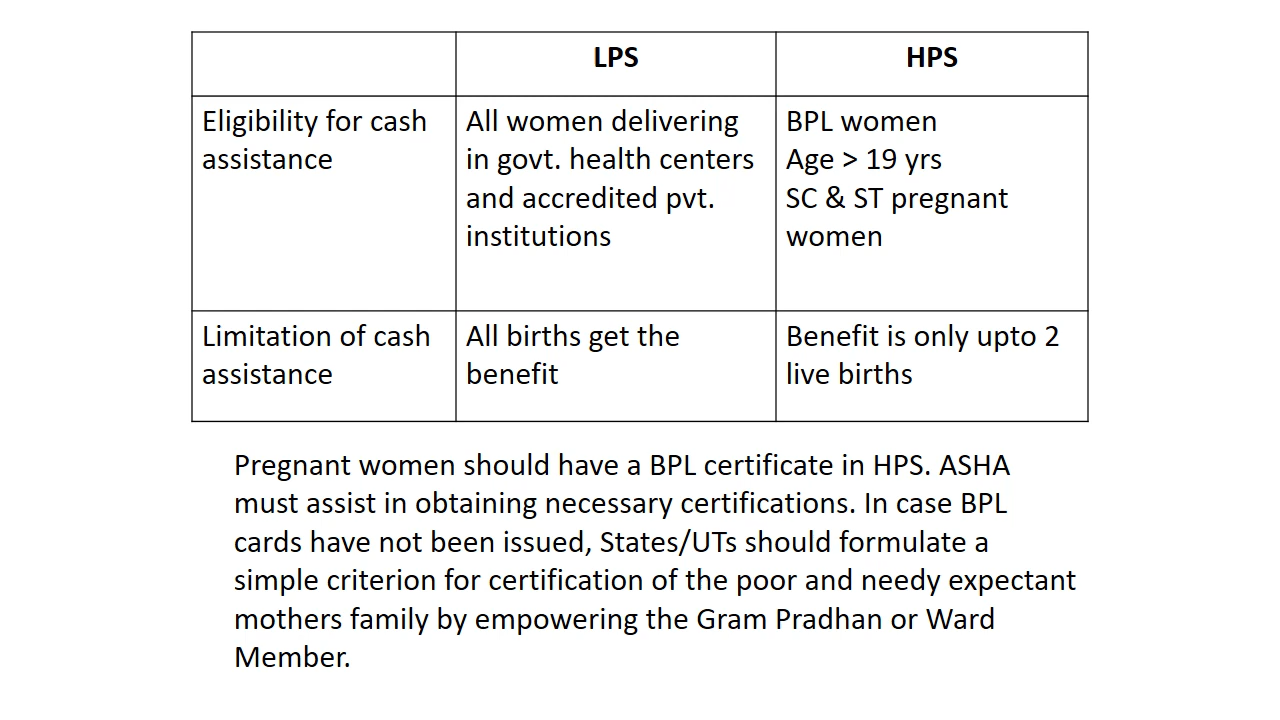 LPS
HPS
Eligibility for cash
assistance
All women delivering
in govt. health centers
and accredited pvt.
institutions
BPL women
Age > 19 yrs
SC & ST pregnant
women
Limitation of cash
assistance
All births get the
benefit
Benefit is only upto 2
live births
Pregnant women should have a BPL certificate in HPS. ASHA
must assist in obtaining necessary certifications. In case BPL
cards have not been issued, States/UTs should formulate a
simple criterion for certification of the poor and needy expectant
mothers family by empowering the Gram Pradhan or Ward
Member.